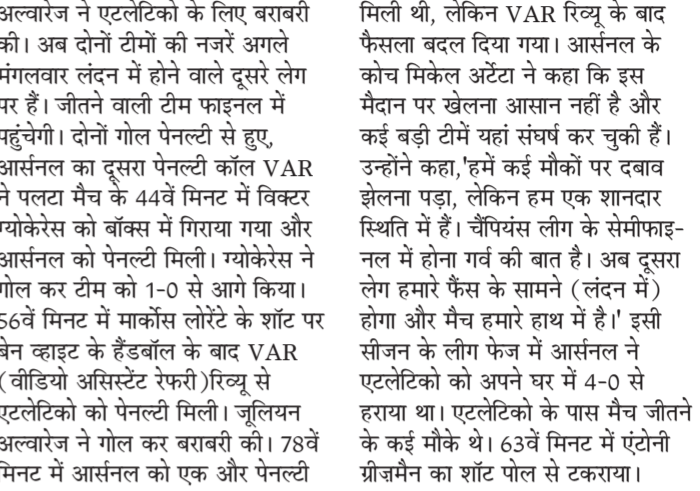 अल्वारेज ने एटलेटिको के लिए बराबरी
की। अब दोनों टीमों की नजरें अगले
मंगलवार लंदन में होने वाले दूसरे लेग
पर हैं। जीतने वाली टीम फाइनल में
पहुंचेगी। दोनों गोल पेनल्टी से हुए,
आर्सनल का दूसरा पेनल्टी कॉल VAR
ने पलटा मैच के 44वें मिनट में विक्टर
ग्योकेरेस को बॉक्स में गिराया गया और
आर्सनल को पेनल्टी मिली। ग्योकेरेस ने
गोल कर टीम को 1-0 से आगे किया।
56वें मिनट में मार्कोस लोरेंटे के शॉट पर
बेन व्हाइट के हैंडबॉल के बाद VAR
(वीडियो असिस्टेंट रेफरी)रिव्यू से
एटलेटिको को पेनल्टी मिली। जूलियन
अल्वारेज ने गोल कर बराबरी की। 78वें
मिनट में आर्सनल को एक और पेनल्टी
मिली थी, लेकिन VAR रिव्यू के बाद
फैसला बदल दिया गया। आर्सनल के
कोच मिकेल अर्टेटा ने कहा कि इस
मैदान पर खेलना आसान नहीं है और
कई बड़ी टीमें यहां संघर्ष कर चुकी हैं।
उन्होंने कहा,'हमें कई मौकों पर दबाव
झेलना पड़ा, लेकिन हम एक शानदार
स्थिति में हैं। चैंपियंस लीग के सेमीफाइ-
नल में होना गर्व की बात है। अब दूसरा
लेग हमारे फैंस के सामने (लंदन में)
होगा और मैच हमारे हाथ में है।' इसी
सीजन के लीग फेज में आर्सनल ने
एटलेटिको को अपने घर में 4-0 से
हराया था। एटलेटिको के पास मैच जीतने
के कई मौके थे। 63वें मिनट में एंटोनी
ग्रीज़मैन का शॉट पोल से टकराया।